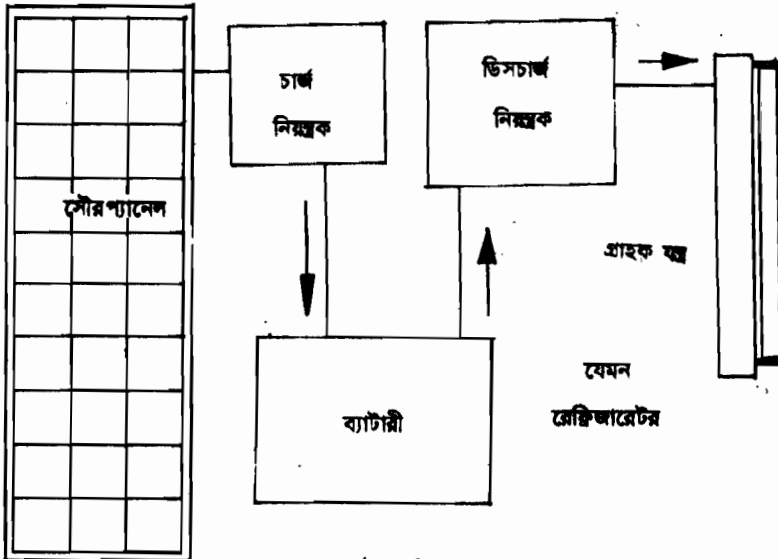 সৌরপ্যানেল
চার্জ
নিয়ন্ত্রক
ডিসচার্জ
নিয়ন্ত্রক
গ্রাহক যন্ত্র
যেমন
রেফ্রিজারেটর
ব্যাটারী